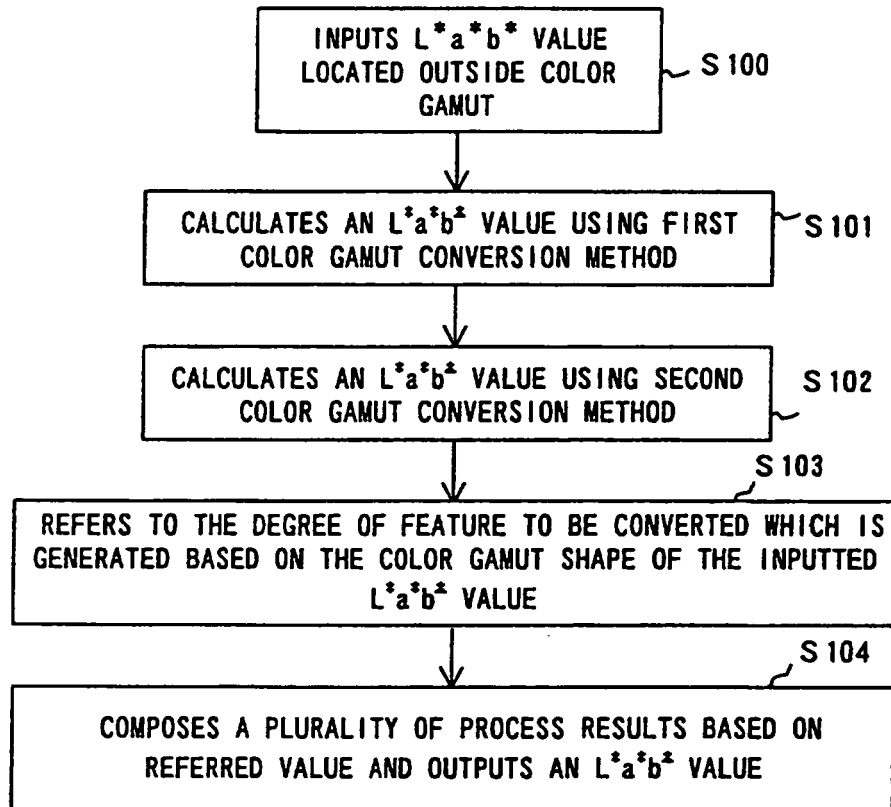 INPUTS L*a*b* VALUE
LOCATED OUTSIDE COLOR
GAMUT
S100
CALCULATES AN L*a*b* VALUE USING FIRST
COLOR GAMUT CONVERSION METHOD
S101
CALCULATES AN L*a*b* VALUE USING SECOND
COLOR GAMUT CONVERSION METHOD
S102
S103
REFERS TO THE DEGREE OF FEATURE TO BE CONVERTED WHICH IS
GENERATED BASED ON THE COLOR GAMUT SHAPE OF THE INPUTTED
L*a*b* VALUE
S104
COMPOSES A PLURALITY OF PROCESS RESULTS BASED ON
REFERRED VALUE AND OUTPUTS AN L*a*b* VALUE